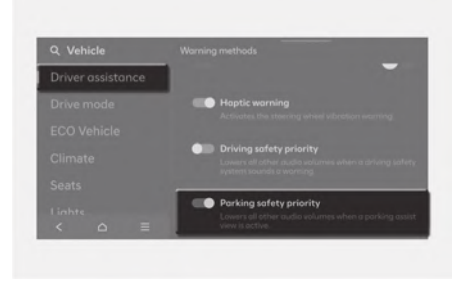 Vehicle
Warning methods
Driver assistance
Drive mode
Haptic warning
Activates the steering wheel vibration warning.
ECO Vehicle
Driving safety priority
Lowers all other audio volumes when a driving safety
system sounds a warning.
Climate
Seats
Parking safety priority
Lights
Lowers all other audio volumes when a parking assist
view is active.